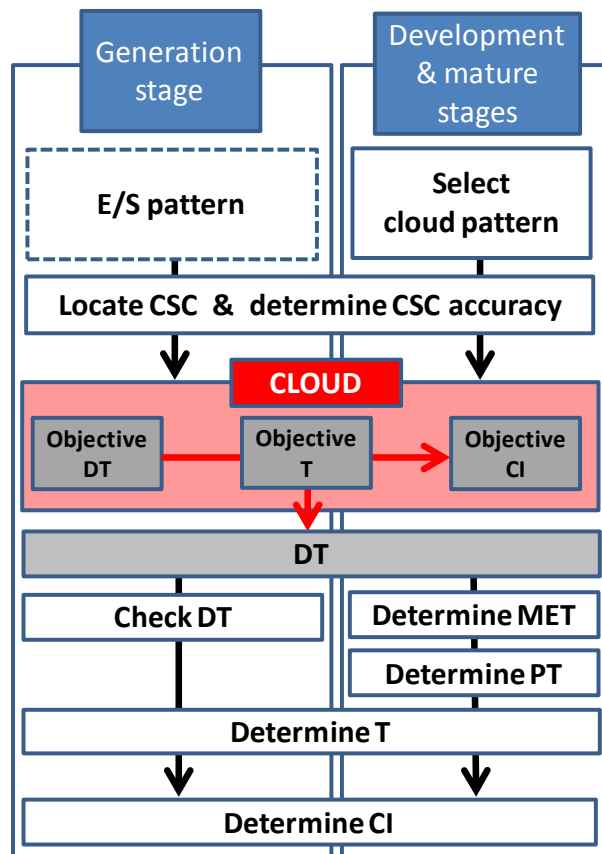 Generation
stage
Development
& mature
stages
E/S pattern
Select
cloud pattern
Locate CSC & determine CSC accuracy
CLOUD
Objective
DT
Objective
T
Objective
CI
DT
Check DT
Determine MET
Determine PT
Determine T
Determine CI